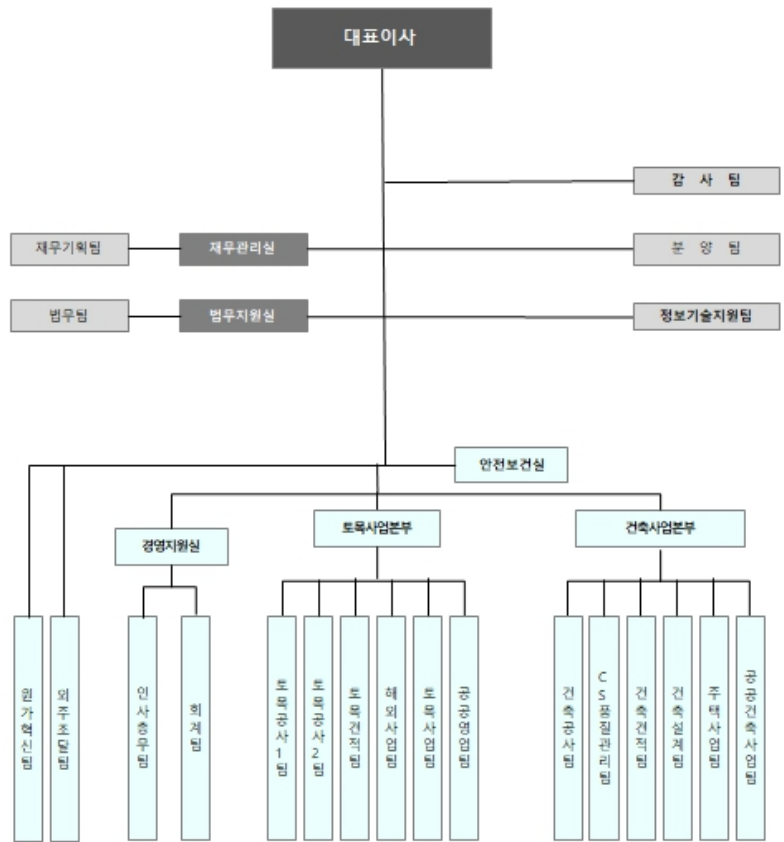 대표이사
감 사 팀
재무기획팀
재무관리실
분 양 팀
법무팀
법무지원실
정보기술지원팀
안전보건실
경영지원실
토목사업본부
건축사업본부
원가혁신팀
외주조달팀
인사총무팀
회계팀
토목공사1팀
토목공사2팀
토목견적팀
해외사업팀
토목사업팀
공공영업팀
건축공사팀
CS품질관리팀
건축견적팀
건축설계팀
주택사업팀
공공건축사업팀